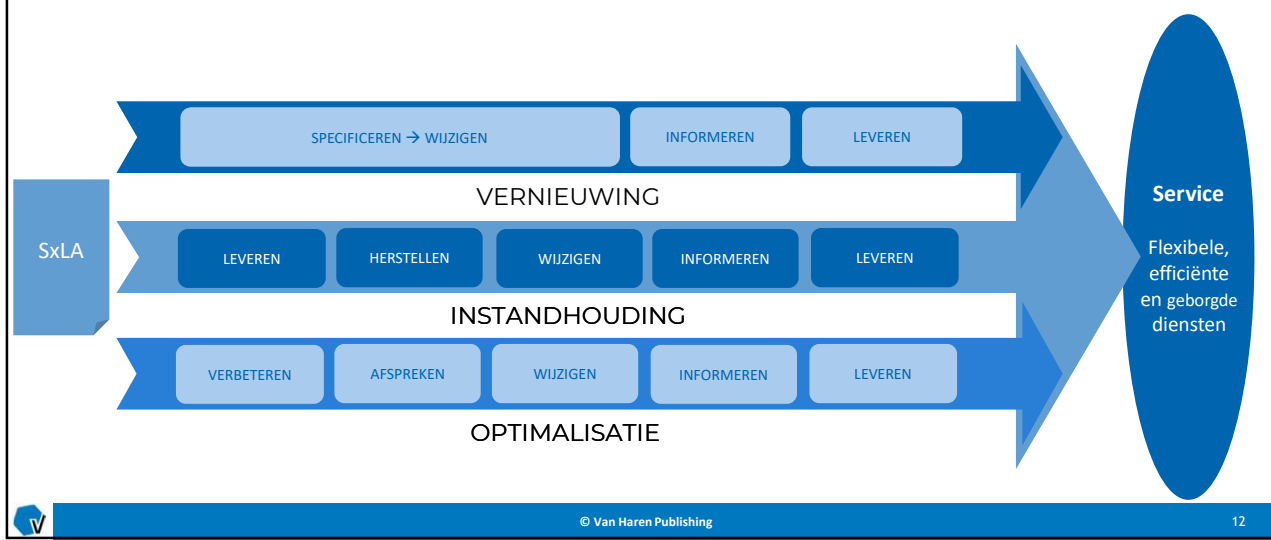 SPECIFICEREN → WIJZIGEN
INFORMEREN
LEVEREN
VERNIEUWING
SxLA
LEVEREN
HERSTELLEN
WIJZIGEN
INFORMEREN
LEVEREN
INSTANDHOUDING
VERBETEREN
AFSPREKEN
WIJZIGEN
INFORMEREN
LEVEREN
OPTIMALISATIE
Service
Flexibele,
efficiënte
en geborgde
diensten
V
© Van Haren Publishing
12